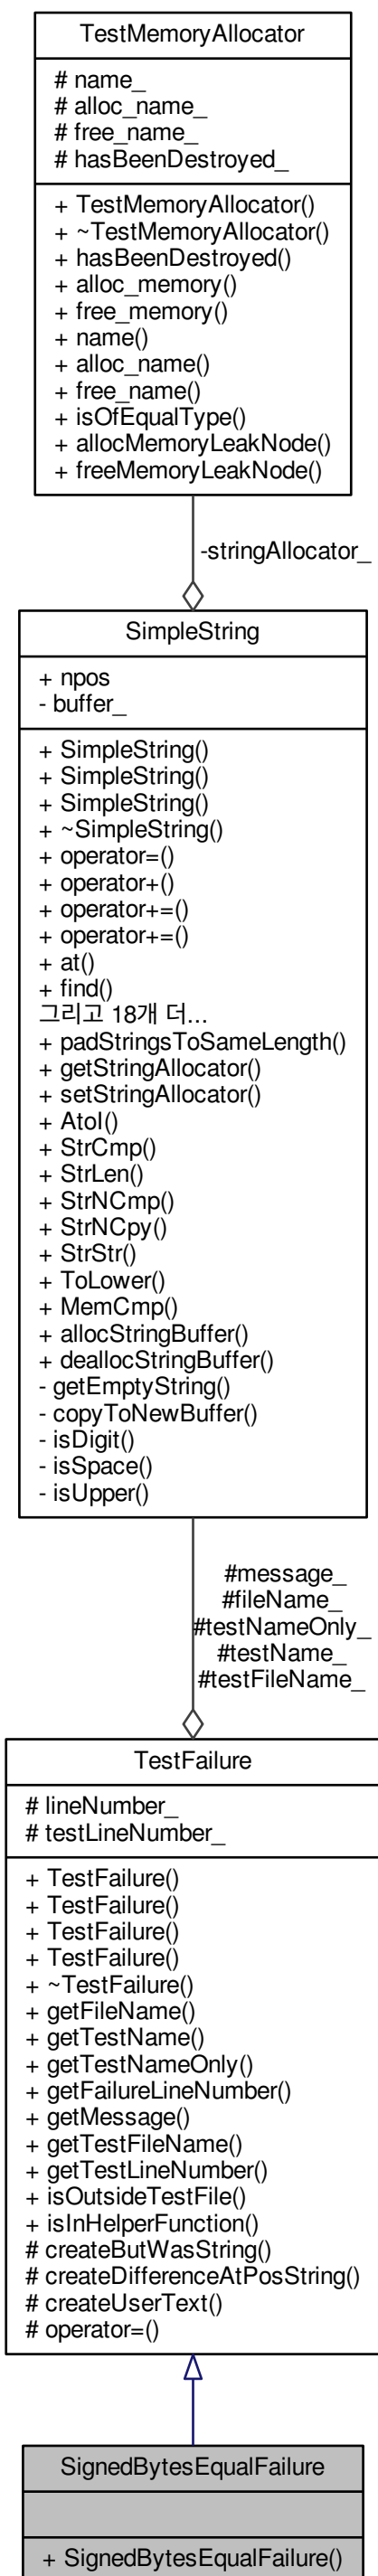 TestMemoryAllocator
# name_
# alloc_name_
# free_name_
# hasBeenDestroyed_
+ TestMemoryAllocator()
+ ~TestMemoryAllocator()
+ hasBeenDestroyed()
+ alloc_memory()
+ free_memory()
+ name()
+ alloc_name()
+ free_name()
+ isOfEqualType()
+ allocMemoryLeakNode()
+ freeMemoryLeakNode()
-stringAllocator_
SimpleString
+ npos
- buffer_
+ SimpleString()
+ SimpleString()
+ SimpleString()
+ ~SimpleString()
+ operator=()
+ operator+()
+ operator+=()
+ operator+=()
+ at()
+ find()
그리고 18개 더...
+ padStringsToSameLength()
+ getStringAllocator()
+ setStringAllocator()
+ AtoI()
+ StrCmp()
+ StrLen()
+ StrNCmp()
+ StrNCpy()
+ StrStr()
+ ToLower()
+ MemCmp()
+ allocStringBuffer()
+ deallocStringBuffer()
- getEmptyString()
- copyToNewBuffer()
- isDigit()
- isSpace()
- isUpper()
#message_
#fileName_
#testNameOnly_
#testName_
#testFileName_
TestFailure
# lineNumber_
# testLineNumber_
+ TestFailure()
+ TestFailure()
+ TestFailure()
+ TestFailure()
+ ~TestFailure()
+ getFileName()
+ getTestName()
+ getTestNameOnly()
+ getFailureLineNumber()
+ getMessage()
+ getTestFileName()
+ getTestLineNumber()
+ isOutsideTestFile()
+ isInHelperFunction()
# createButWasString()
# createDifferenceAtPosString()
# createUserText()
# operator=()
SignedBytesEqualFailure
+ SignedBytesEqualFailure()